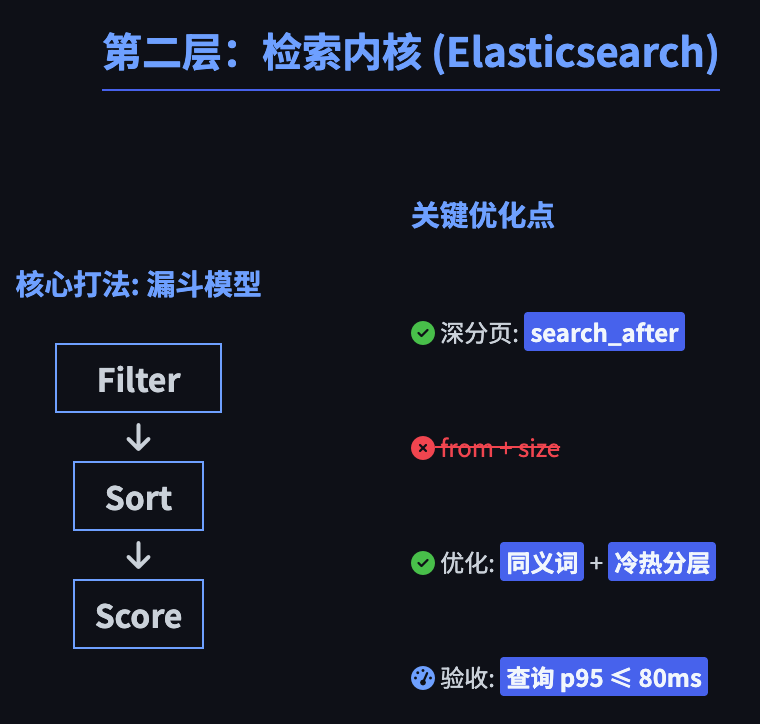 第二层：检索内核 (Elasticsearch)
核心打法: 漏斗模型
Filter
Sort
Score
关键优化点
深分页: search_after
from + size
优化: 同义词 + 冷热分层
验收: 查询 p95 ≤ 80ms